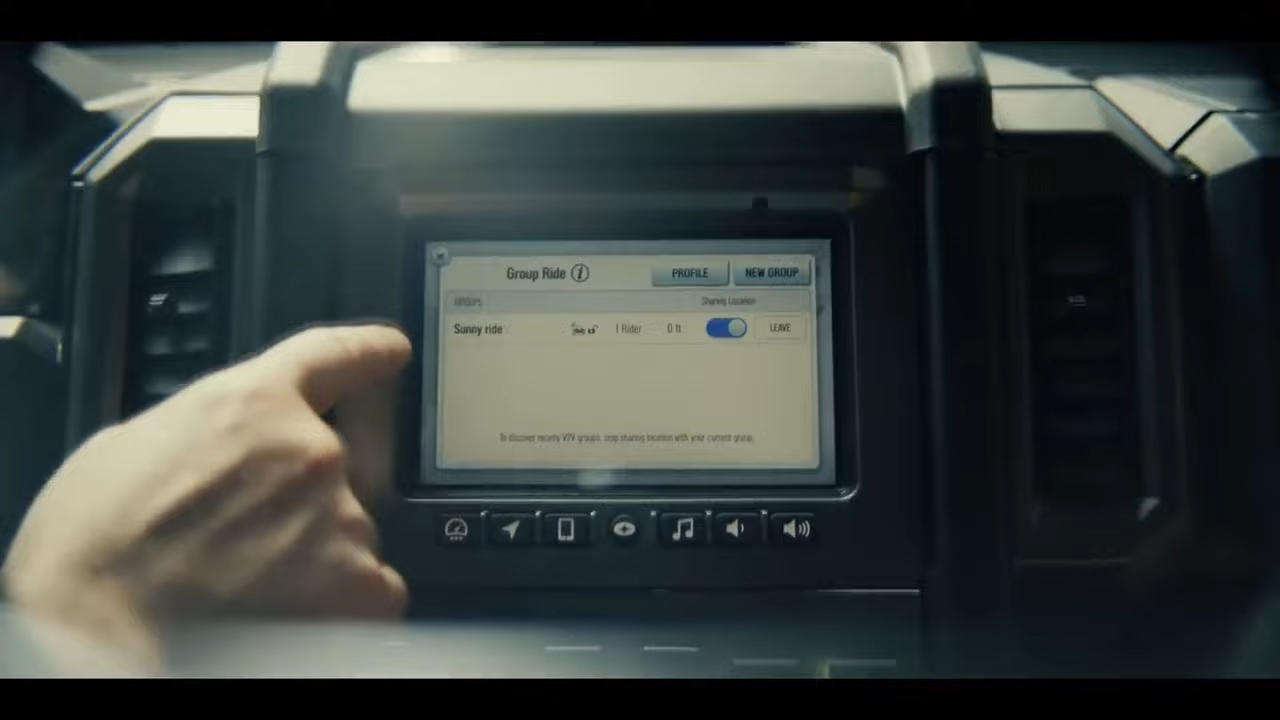 Group Ride i PROFILE NEW GROUP
GROUPS Sharing Location
Sunny ride 1 Rider 0 ft LEAVE
To discover nearby V2V groups, stop sharing location with your current group.